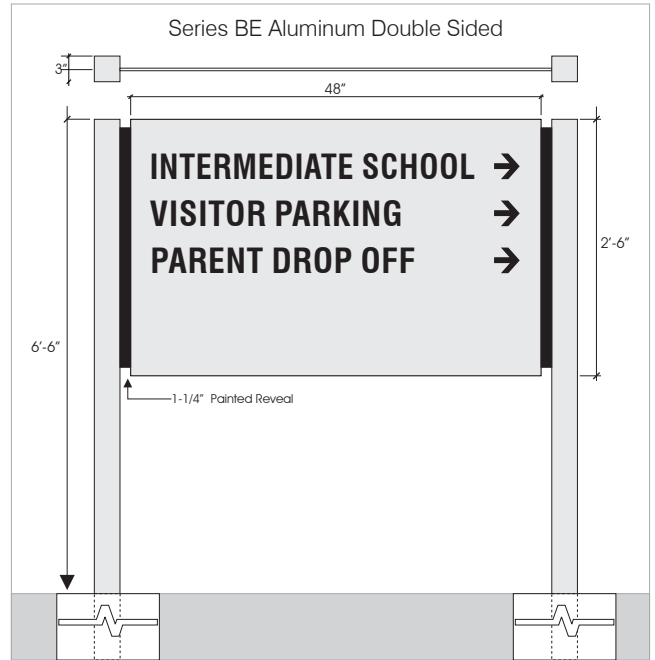 Series BE Aluminum Double Sided
3”
48”
INTERMEDIATE SCHOOL →
VISITOR PARKING →
PARENT DROP OFF →
2’-6”
6’-6”
1-1/4” Painted Reveal